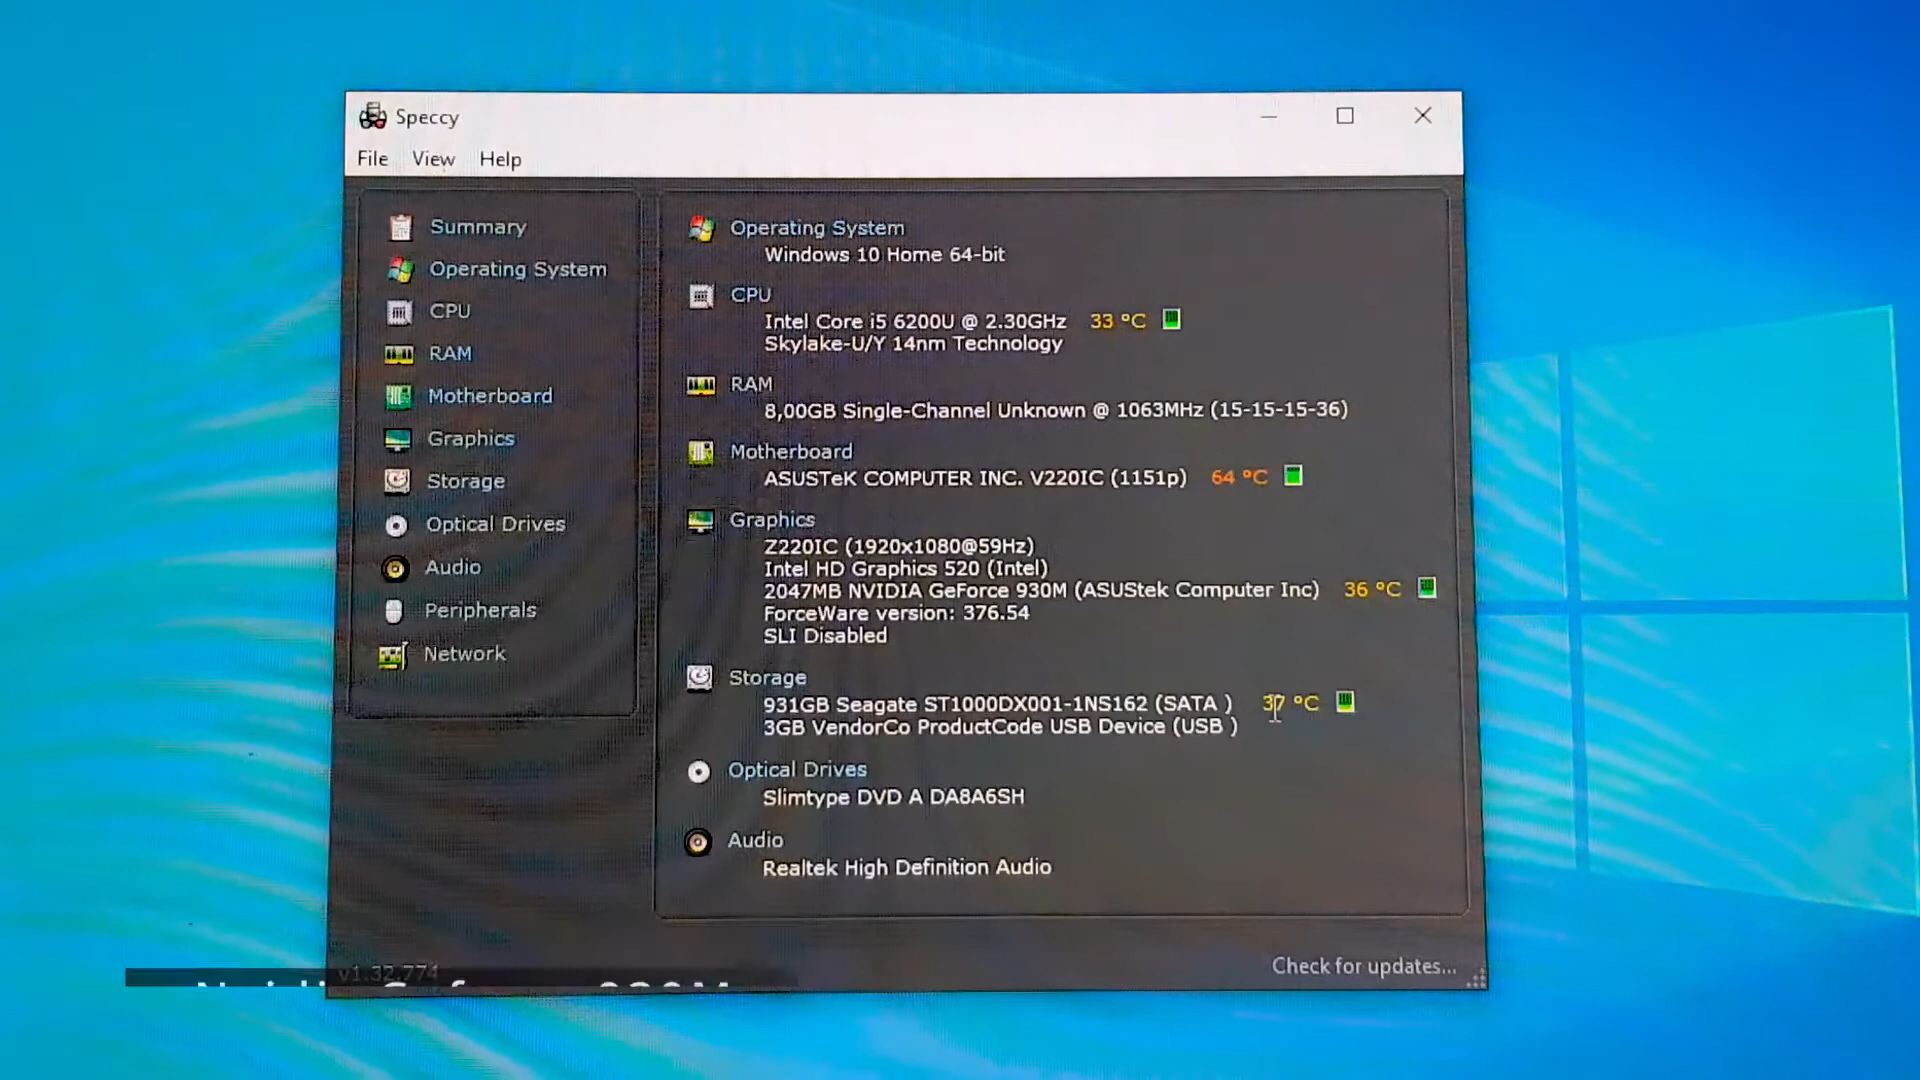 Speccy
File View Help
Summary
Operating System
CPU
RAM
Motherboard
Graphics
Storage
Optical Drives
Audio
Peripherals
Network
Operating System
Windows 10 Home 64-bit
CPU
Intel Core i5 6200U @ 2.30GHz 33 °C
Skylake-U/Y 14nm Technology
RAM
8,00GB Single-Channel Unknown @ 1063MHz (15-15-15-36)
Motherboard
ASUSTeK COMPUTER INC. V220IC (1151p) 64 °C
Graphics
Z220IC (1920x1080@59Hz)
Intel HD Graphics 520 (Intel)
2047MB NVIDIA GeForce 930M (ASUStek Computer Inc) 36 °C
ForceWare version: 376.54
SLI Disabled
Storage
931GB Seagate ST1000DX001-1NS162 (SATA ) 37 °C
3GB VendorCo ProductCode USB Device (USB )
Optical Drives
Slimtype DVD A DA8A6SH
Audio
Realtek High Definition Audio
v1.32.774
Check for updates...